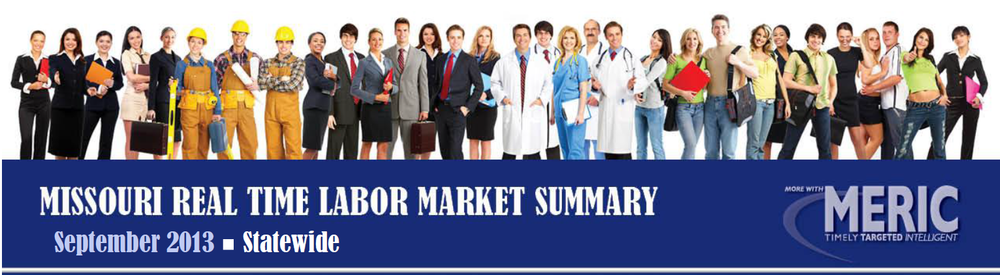 MISSOURI REAL TIME LABOR MARKET SUMMARY
September 2013 ▪ Statewide
MORE WITH
MERIC
TIMELY TARGETED INTELLIGENT